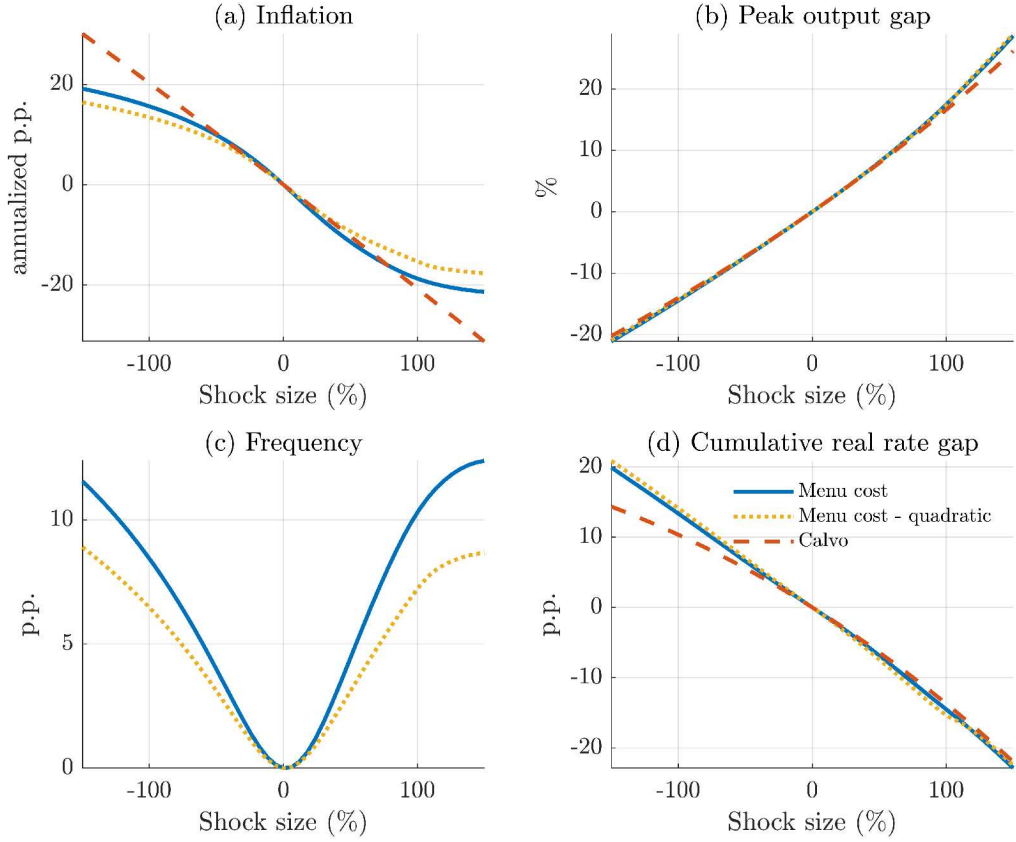 (a) Inflation
annualized p.p.
20
0
-20
-100
0
100
Shock size (%)
(b) Peak output gap
%
20
10
0
-10
-20
-100
0
100
Shock size (%)
(c) Frequency
p.p.
10
5
0
-100
0
100
Shock size (%)
(d) Cumulative real rate gap
p.p.
20
10
0
-10
-20
Menu cost
Menu cost - quadratic
Calvo
-100
0
100
Shock size (%)